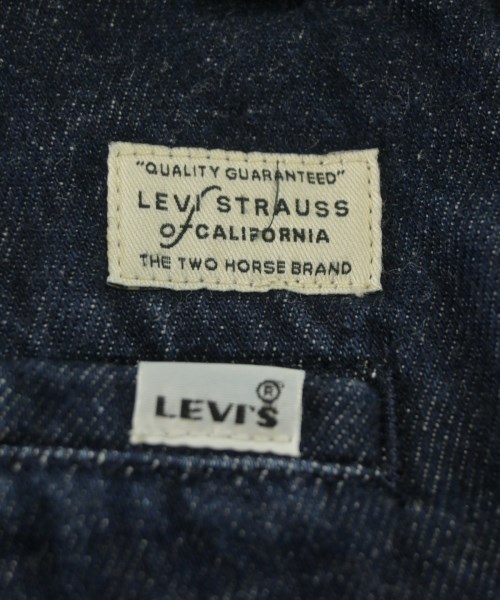 "QUALITY GUARANTEED"
LEVI STRAUSS
OF CALIFORNIA
THE TWO HORSE BRAND
LEVI'S ®